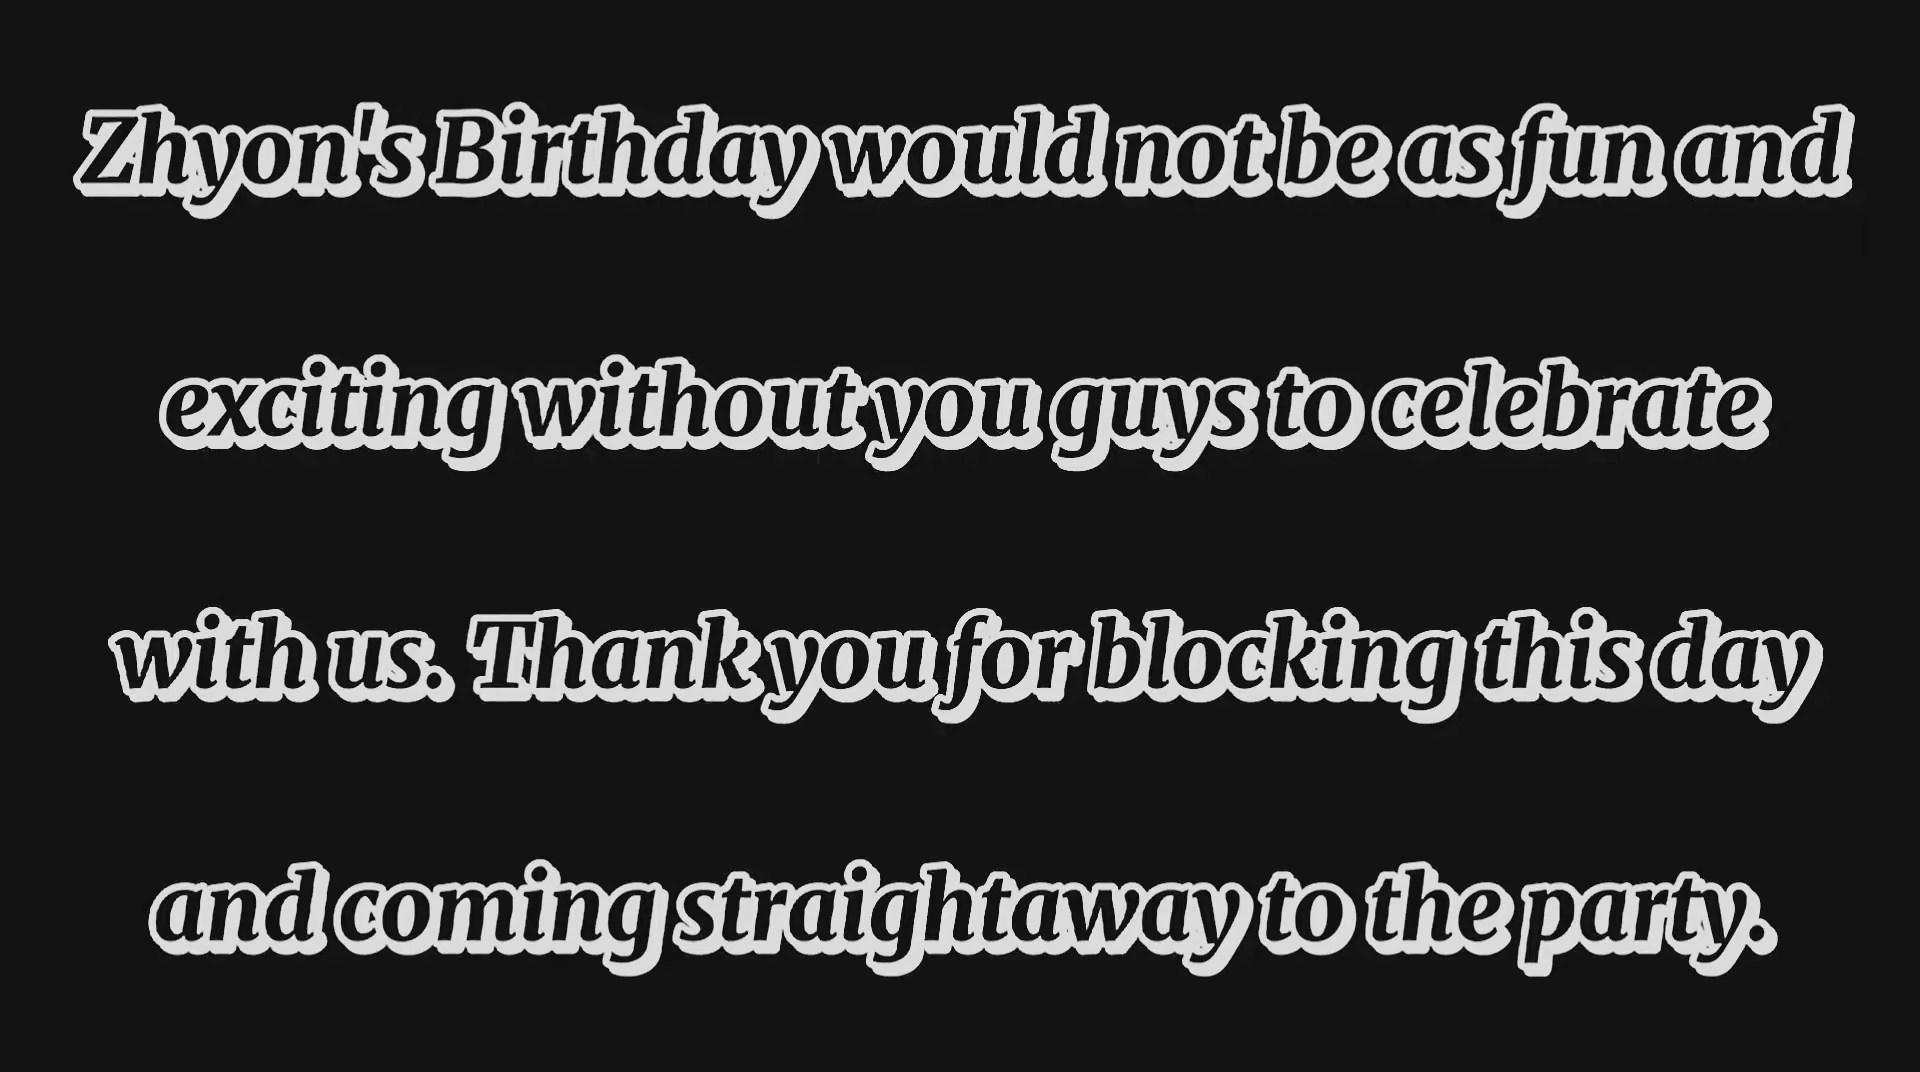 Zhyon's Birthday would not be as fun and
exciting without you guys to celebrate
with us. Thank you for blocking this day
and coming straightaway to the party.